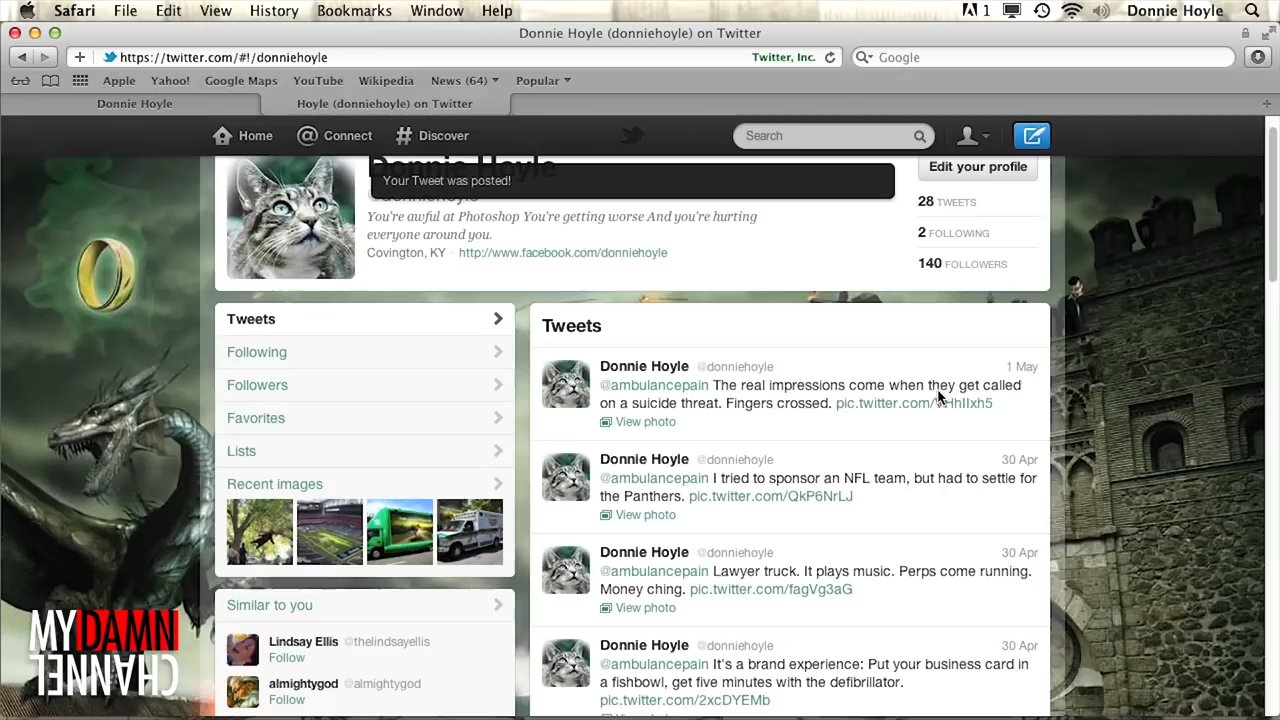 Safari File Edit View History Bookmarks Window Help
1
Donnie Hoyle
Donnie Hoyle (donniehoyle) on Twitter
https://twitter.com/#!/donniehoyle
Twitter, Inc.
Google
Apple Yahoo! Google Maps YouTube Wikipedia News (64) Popular
Donnie Hoyle
Hoyle (donniehoyle) on Twitter
Home
@ Connect
# Discover
Search
Donnie Hoyle
Your Tweet was posted!
@donniehoyle
You're awful at Photoshop You're getting worse And you're hurting
everyone around you.
Covington, KY · http://www.facebook.com/donniehoyle
Edit your profile
28 TWEETS
2 FOLLOWING
140 FOLLOWERS
Tweets
Following
Followers
Favorites
Lists
Recent images
Similar to you
Lindsay Ellis @thelindsayellis
Follow
almightygod @almightygod
Follow
Tweets
Donnie Hoyle @donniehoyle 1 May
@ambulancepain The real impressions come when they get called
on a suicide threat. Fingers crossed.
View photo
Donnie Hoyle @donniehoyle 30 Apr
@ambulancepain I tried to sponsor an NFL team, but had to settle for
the Panthers. pic.twitter.com/QkP6NrLJ
View photo
Donnie Hoyle @donniehoyle 30 Apr
@ambulancepain Lawyer truck. It plays music. Perps come running.
Money ching. pic.twitter.com/fagVg3aG
View photo
Donnie Hoyle @donniehoyle 30 Apr
@ambulancepain It's a brand experience: Put your business card in
a fishbowl, get five minutes with the defibrillator.
pic.twitter.com/2xcDYEMb
MY DAMN
CHANNEL